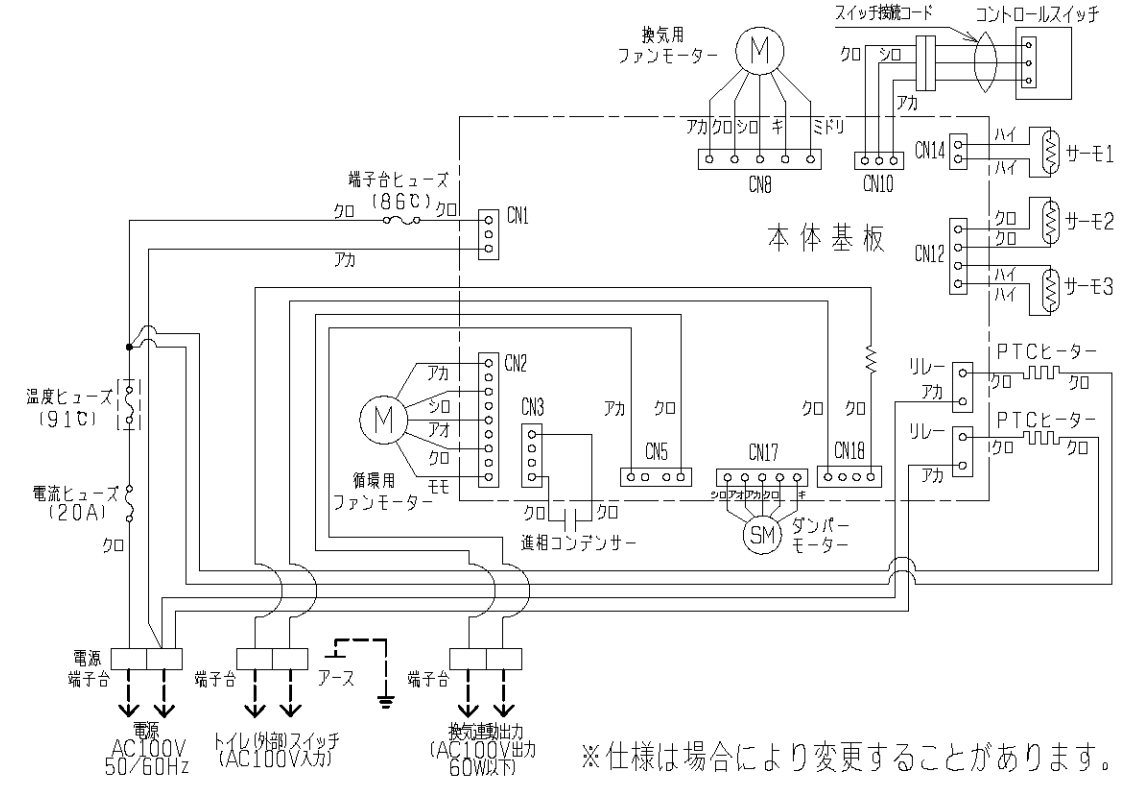 スイッチ接続コード
コントロールスイッチ
換気用
ファンモーター
M
クロ
シロ
アカ
アカ
クロ
シロ
キ
ミドリ
CN8
CN10
CN14
ハイ
ハイ
サーモ1
端子台ヒューズ
(86℃)
クロ
クロ
CN1
アカ
本体基板
CN12
クロ
クロ
サーモ2
ハイ
ハイ
サーモ3
温度ヒューズ
(91℃)
電流ヒューズ
(20A)
クロ
M
アカ
シロ
アオ
クロ
モモ
CN2
循環用
ファンモーター
CN3
クロ
クロ
進相コンデンサー
アカ
クロ
CN5
CN17
シロ
アオ
アカ
クロ
キ
SM
ダンパー
モーター
クロ
クロ
CN18
リレー
アカ
PTCヒーター
クロ
クロ
リレー
アカ
PTCヒーター
クロ
クロ
電源
端子台
電源
AC100V
50/60Hz
端子台
トイレ(外部)スイッチ
(AC100V入力)
アース
端子台
換気連動出力
(AC100V出力
60W以下)
※仕様は場合により変更することがあります。